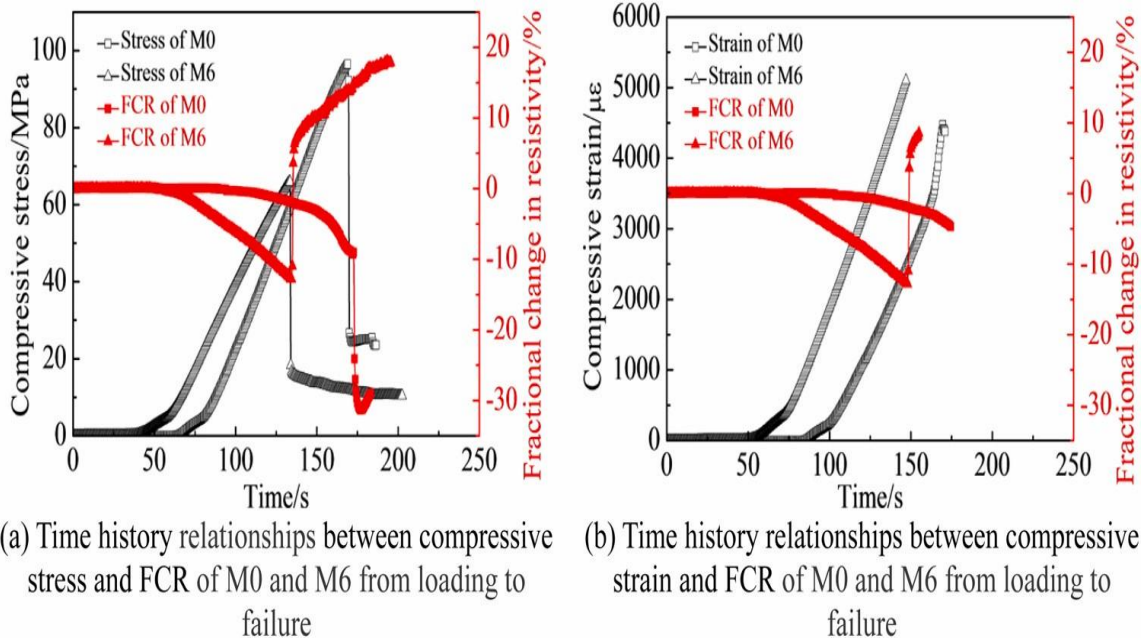 100
80
60
40
20
0
Compressive stress/MPa
Stress of M0
Stress of M6
FCR of M0
FCR of M6
20
10
0
-10
-20
-30
Fractional change in resistivity/%
0 50 100 150 200 250
Time/s
(a) Time history relationships between compressive
stress and FCR of M0 and M6 from loading to
failure
6000
5000
4000
3000
2000
1000
0
Compressive strain/με
Strain of M0
Strain of M6
FCR of M0
FCR of M6
20
10
0
-10
-20
-30
Fractional change in resistivity/%
0 50 100 150 200 250
Time/s
(b) Time history relationships between compressive
strain and FCR of M0 and M6 from loading to
failure